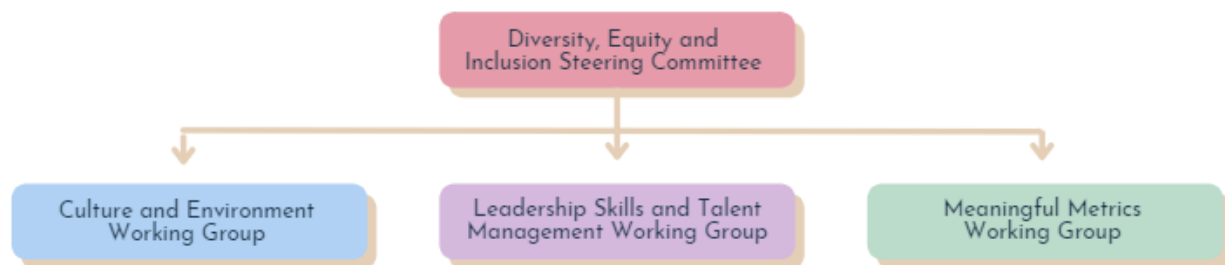 Diversity, Equity and
Inclusion Steering Committee
Culture and Environment
Working Group
Leadership Skills and Talent
Management Working Group
Meaningful Metrics
Working Group